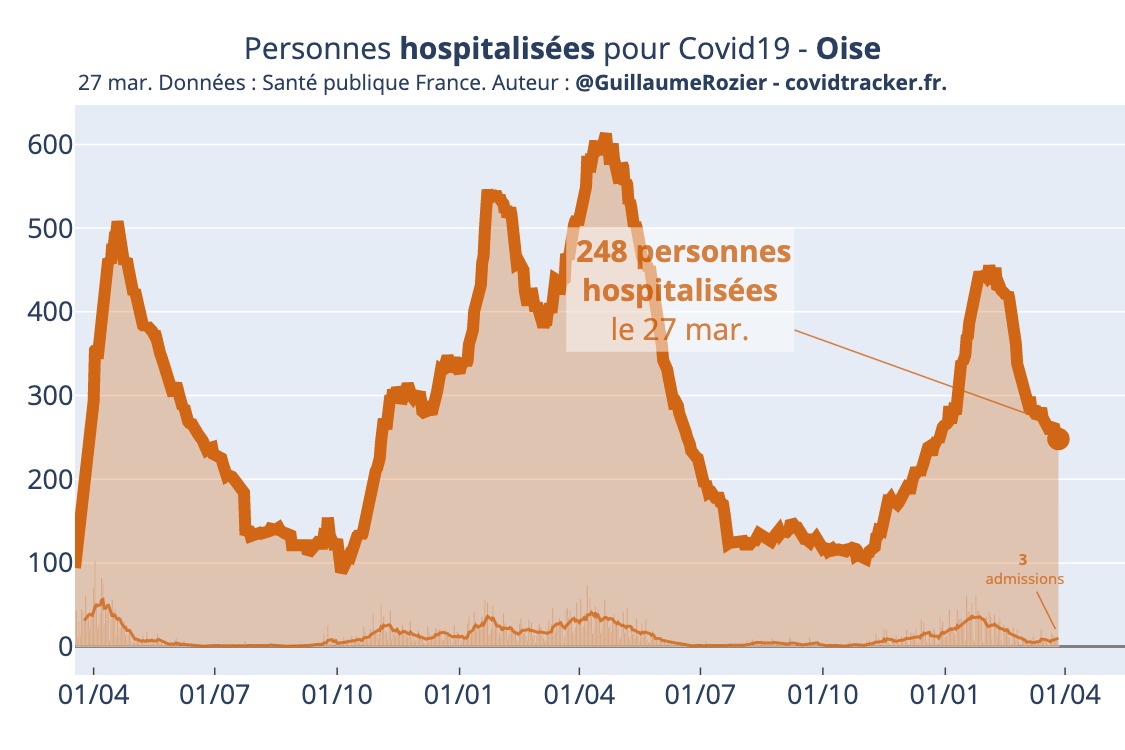 Personnes hospitalisées pour Covid19 - Oise
27 mar. Données : Santé publique France. Auteur : @GuillaumeRozier - covidtracker.fr.
600
500
400
300
200
100
0
248 personnes
hospitalisées
le 27 mar.
3
admissions
01/04
01/07
01/10
01/01
01/04
01/07
01/10
01/01
01/04